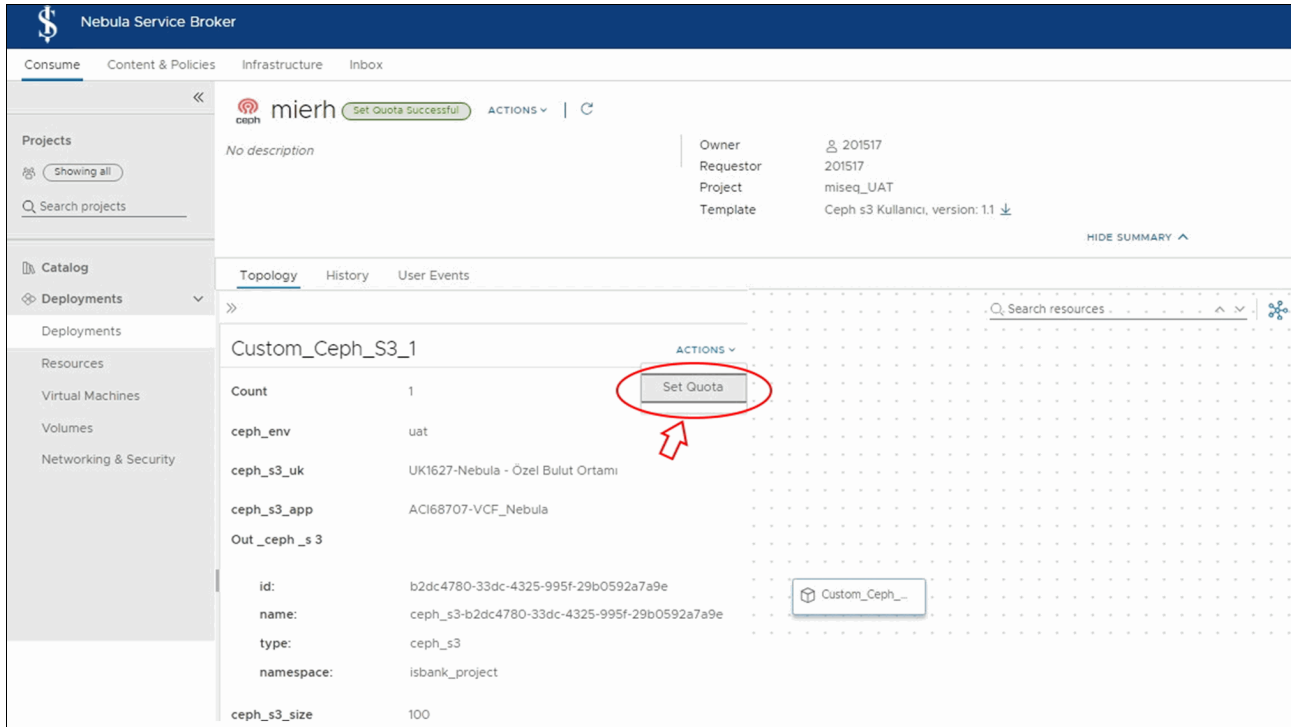 Nebula Service Broker
Consume Content & Policies Infrastructure Inbox
ceph
mierh Set Quota Successful ACTIONS
No description
Owner 201517
Requestor 201517
Project miseq_UAT
Template Ceph s3 Kullanıcı, version: 1.1
HIDE SUMMARY
Projects
Showing all
Search projects
Catalog
Deployments
Deployments
Resources
Virtual Machines
Volumes
Networking & Security
Topology History User Events
Search resources
Custom_Ceph_S3_1 ACTIONS
Set Quota
Count 1
ceph_env uat
ceph_s3_uk UK1627-Nebula - Özel Bulut Ortamı
ceph_s3_app ACI68707-VCF_Nebula
Out _ceph _s 3
id: b2dc4780-33dc-4325-995f-29b0592a7a9e
name: ceph_s3-b2dc4780-33dc-4325-995f-29b0592a7a9e
type: ceph_s3
namespace: isbank_project
ceph_s3_size 100
Custom_Ceph_...